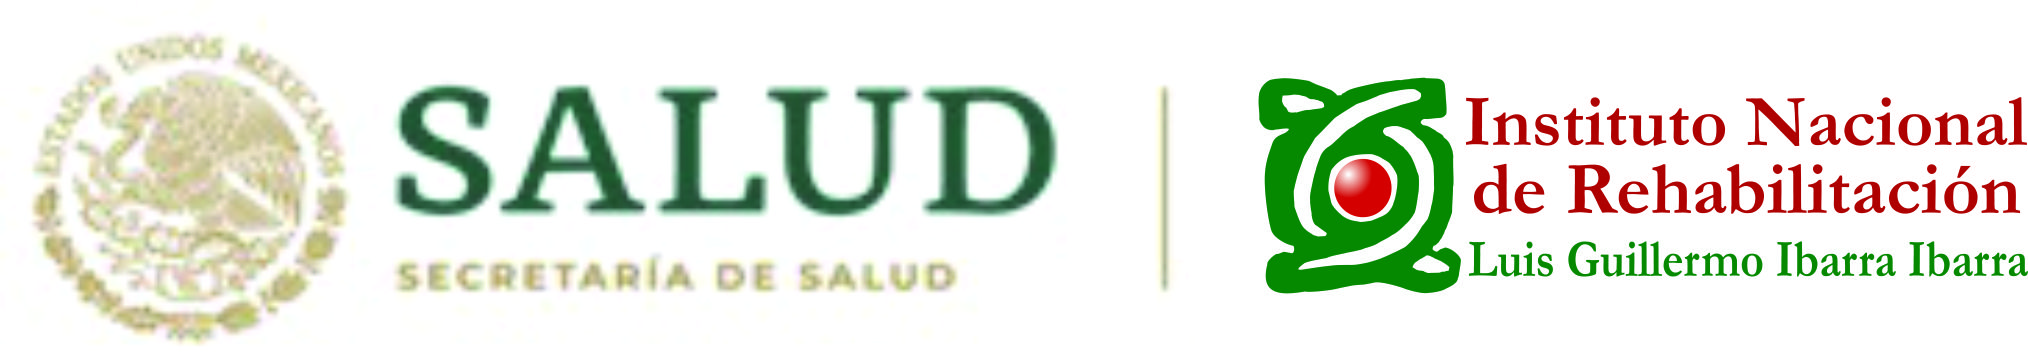 ESTADOS UNIDOS MEXICANOS
SALUD
SECRETARÍA DE SALUD
Instituto Nacional
de Rehabilitación
Luis Guillermo Ibarra Ibarra